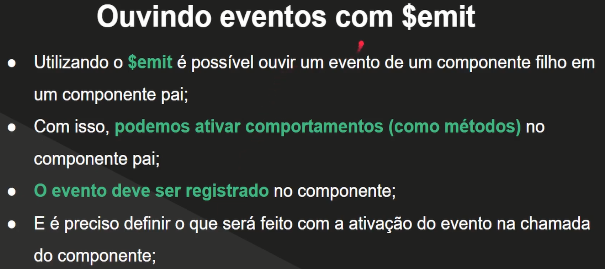 Ouvindo eventos com $emit
● Utilizando o $emit é possível ouvir um evento de um componente filho em
um componente pai;
● Com isso, podemos ativar comportamentos (como métodos) no
componente pai;
● O evento deve ser registrado no componente;
● E é preciso definir o que será feito com a ativação do evento na chamada
do componente;